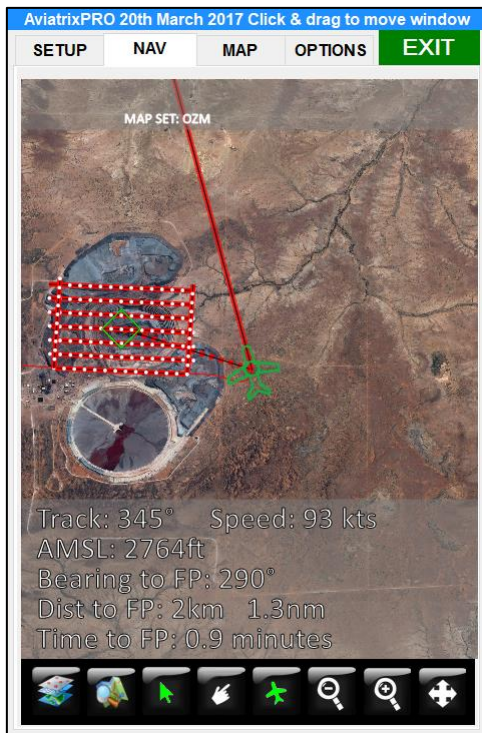 AviatrixPRO 20th March 2017 Click & drag to move window
SETUP NAV MAP OPTIONS EXIT
MAP SET: OZM
Track: 345° Speed: 93 kts
AMSL: 2764ft
Bearing to FP: 290°
Dist to FP: 2km 1.3nm
Time to FP: 0.9 minutes